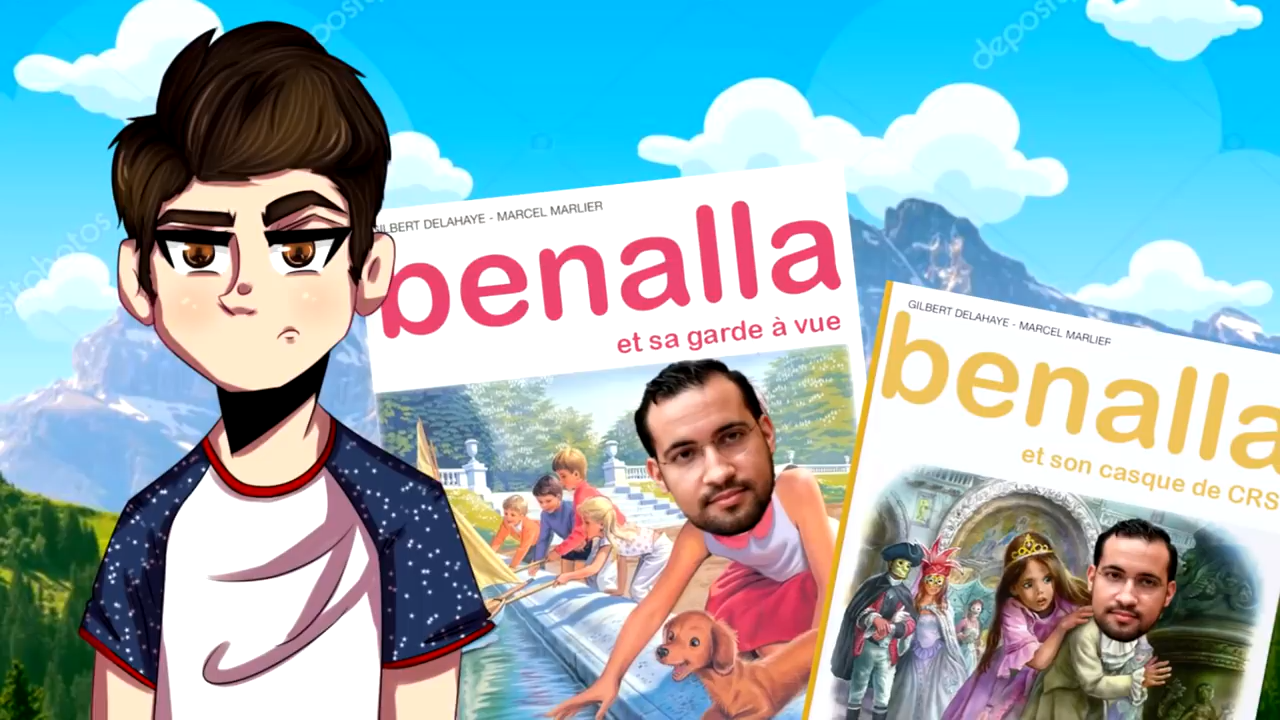 depositphotos
GILBERT DELAHAYE - MARCEL MARLIER
benalla
et sa garde à vue
GILBERT DELAHAYE - MARCEL MARLIER
benalla
et son casque de CRS